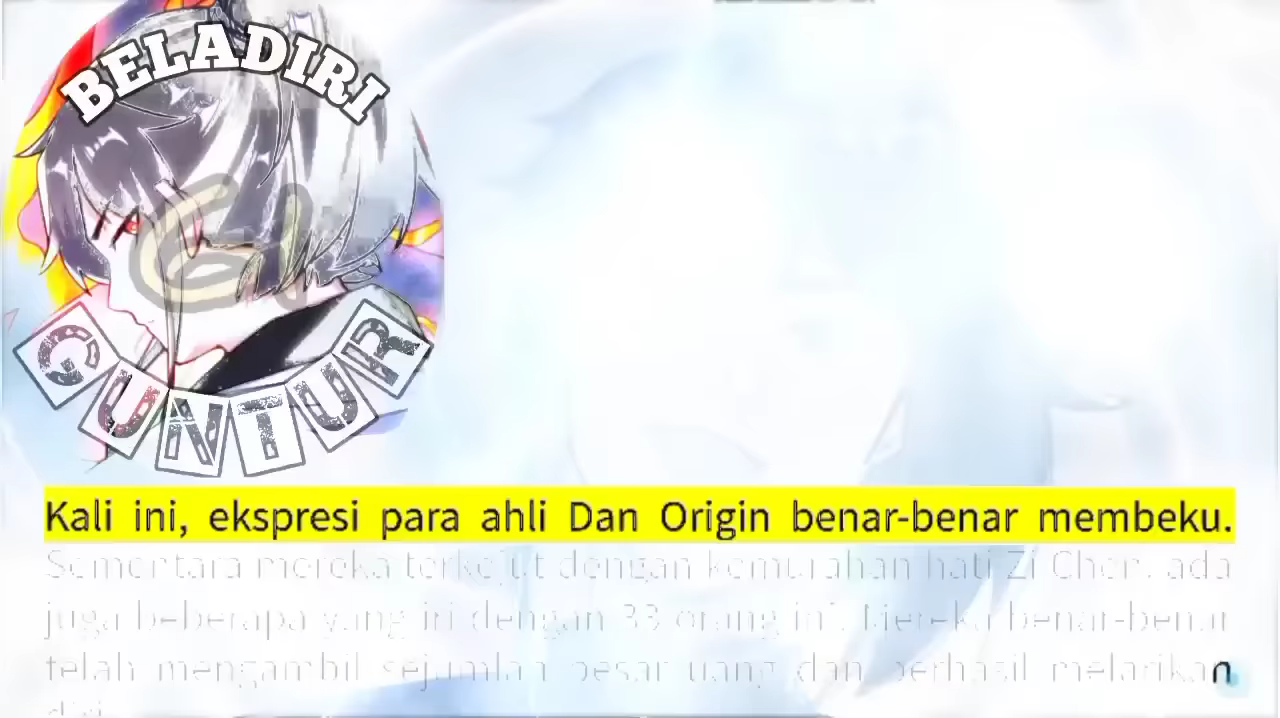 BELADIRI
GUNTUR
Kali ini, ekspresi para ahli Dan Origin benar-benar membeku.
Sementara mereka terkejut dengan kemurahan hati Zi Chen, ada
juga beberapa yang iri dengan 33 orang ini. Mereka benar-benar
telah mengambil sejumlah besar uang dan berhasil melarikan